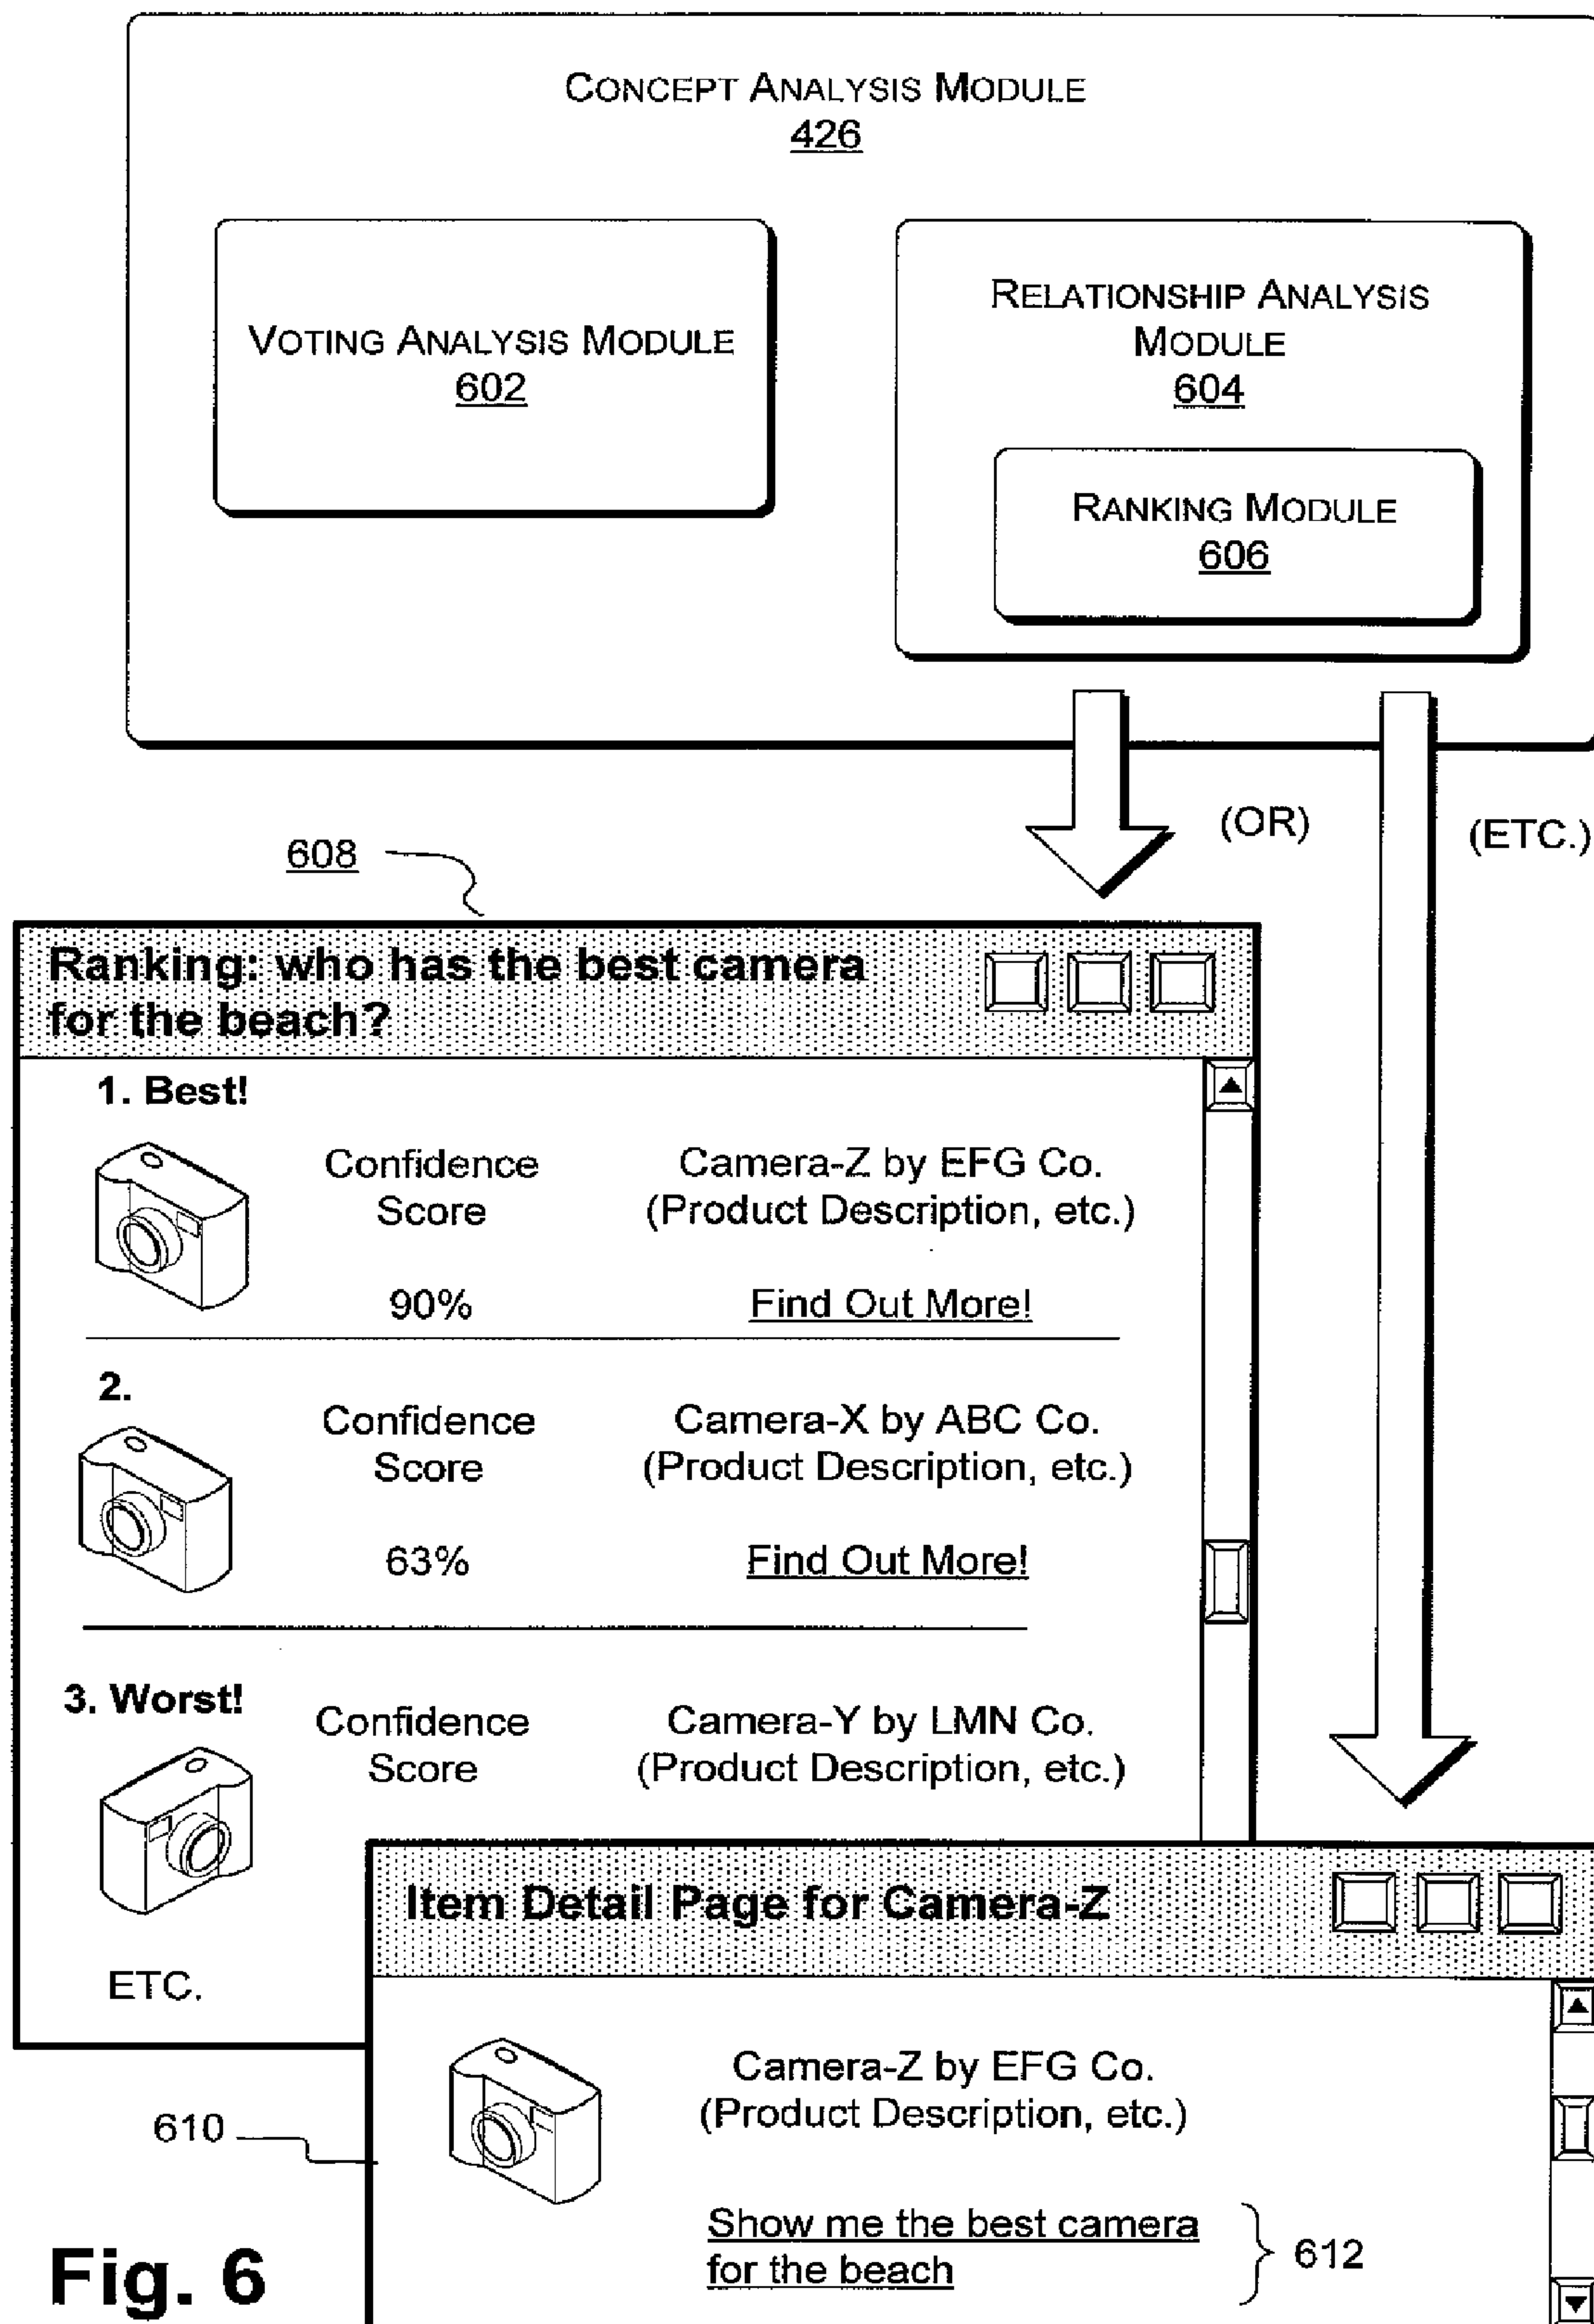 CONCEPT ANALYSIS MODULE
426
VOTING ANALYSIS MODULE
602
RELATIONSHIP ANALYSIS
MODULE
604
RANKING MODULE
606
(OR)
(ETC.)
608
Ranking: who has the best camera
for the beach?
1. Best!
Confidence
Score
90%
Camera-Z by EFG Co.
(Product Description, etc.)
Find Out More!
2.
Confidence
Score
63%
Camera-X by ABC Co.
(Product Description, etc.)
Find Out More!
3. Worst!
Confidence
Score
Camera-Y by LMN Co.
(Product Description, etc.)
ETC.
Item Detail Page for Camera-Z
610
Camera-Z by EFG Co.
(Product Description, etc.)
Show me the best camera
for the beach
612
Fig. 6